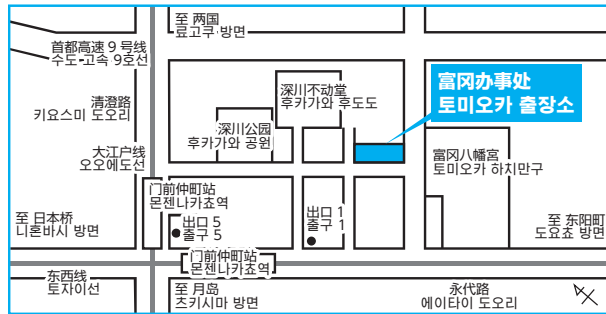 至 两国
료고쿠 방면
首都高速 9 号线
수도 고속 9호선
富冈办事处
토미오카 출장소
深川不动堂
후카가와 후도도
清澄路
키요스미 도오리
深川公园
후카가와 공원
大江户线
오오에도선
富冈八幡宮
토미오카 하치만구
门前仲町站
몬젠나카쵸역
至 日本桥
니혼바시 방면
出口 5
출구 5
出口 1
출구 1
至 东阳町
도요쵸 방면
门前仲町站
몬젠나카쵸역
东西线
토자이선
至 月岛
츠키시마 방면
永代路
에이타이 도오리